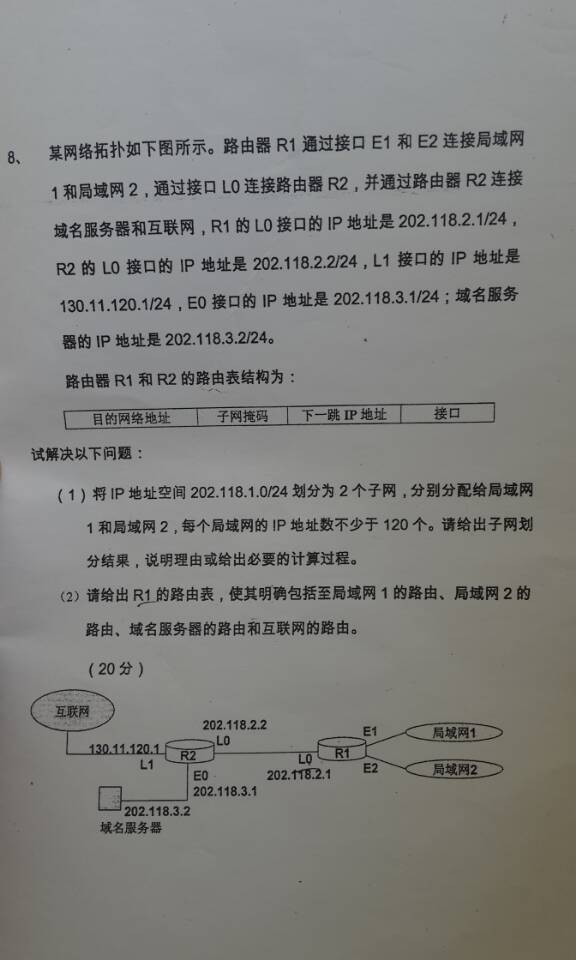 8、 某网络拓扑如下图所示。路由器 R1 通过接口 E1 和 E2 连接局域网
1 和局域网 2，通过接口 L0 连接路由器 R2，并通过路由器 R2 连接
域名服务器和互联网，R1 的 L0 接口的 IP 地址是 202.118.2.1/24，
R2 的 L0 接口的 IP 地址是 202.118.2.2/24，L1 接口的 IP 地址是
130.11.120.1/24，E0 接口的 IP 地址是 202.118.3.1/24；域名服务
器的 IP 地址是 202.118.3.2/24。
路由器 R1 和 R2 的路由表结构为：
目的网络地址 子网掩码 下一跳 IP 地址 接口
试解决以下问题：
（1）将 IP 地址空间 202.118.1.0/24 划分为 2 个子网，分别分配给局域网
1 和局域网 2，每个局域网的 IP 地址数不少于 120 个。请给出子网划
分结果，说明理由或给出必要的计算过程。
（2）请给出 R1 的路由表，使其明确包括至局域网 1 的路由、局域网 2 的
路由、域名服务器的路由和互联网的路由。
（20 分）
互联网
202.118.2.2
L0
E1
局域网1
130.11.120.1
L1
R2
L0
202.118.2.1
R1
E2
局域网2
E0
202.118.3.1
202.118.3.2
域名服务器